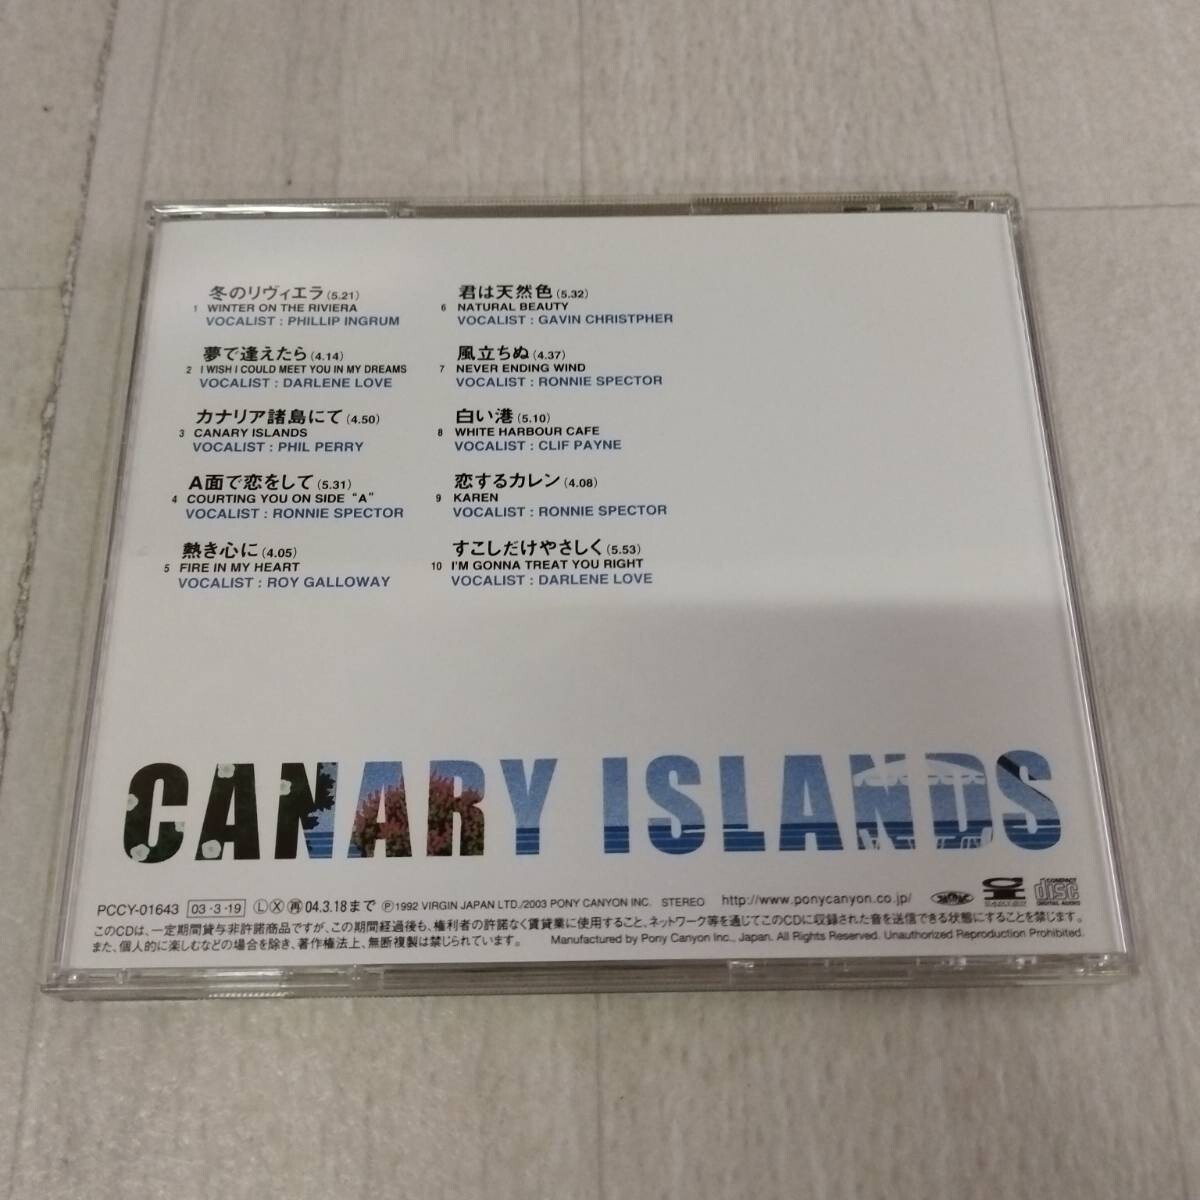 冬のリヴィエラ(5.21)
1 WINTER ON THE RIVIERA
VOCALIST : PHILLIP INGRUM
夢で逢えたら(4.14)
2 I WISH I COULD MEET YOU IN MY DREAMS
VOCALIST : DARLENE LOVE
カナリア諸島にて(4.50)
3 CANARY ISLANDS
VOCALIST : PHIL PERRY
A面で恋をして(5.31)
4 COURTING YOU ON SIDE "A"
VOCALIST : RONNIE SPECTOR
熱き心に(4.05)
5 FIRE IN MY HEART
VOCALIST : ROY GALLOWAY
君は天然色(5.32)
6 NATURAL BEAUTY
VOCALIST : GAVIN CHRISTPHER
風立ちぬ(4.37)
7 NEVER ENDING WIND
VOCALIST : RONNIE SPECTOR
白い港(5.10)
8 WHITE HARBOUR CAFE
VOCALIST : CLIF PAYNE
恋するカレン(4.08)
9 KAREN
VOCALIST : RONNIE SPECTOR
すこしだけやさしく(5.53)
10 I'M GONNA TREAT YOU RIGHT
VOCALIST : DARLENE LOVE
CANARY ISLANDS
PCCY-01643 03・3・19 Ⓛ Ⓧ ㊢04.3.18まで Ⓟ1992 VIRGIN JAPAN LTD./2003 PONY CANYON INC. STEREO http://www.ponycanyon.co.jp/ COMPACT disc DIGITAL AUDIO
このCDは、一定期間貸与非許諾商品ですが、この期間経過後も、権利者の許諾なく賃貸業に使用すること、ネットワーク等を通じてこのCDに収録された音を送信できる状態にすることを禁じます。
また、個人的に楽しむなどの場合を除き、著作権法上、無断複製は禁じられています。 Manufactured by Pony Canyon Inc., Japan. All Rights Reserved. Unauthorized Reproduction Prohibited.